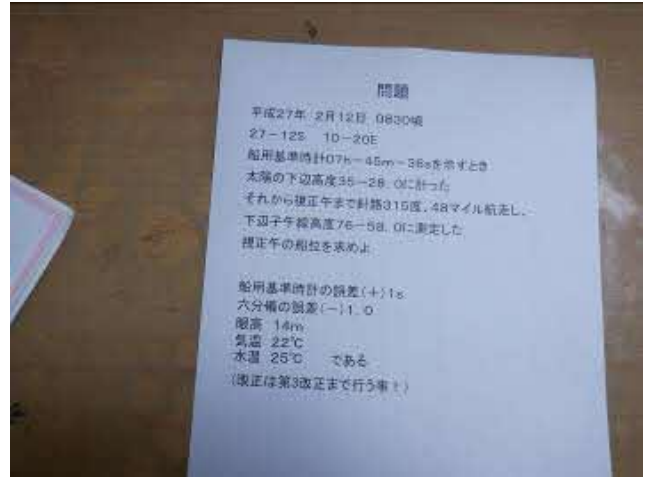 問題
平成27年 2月12日 0830頃
27-12S 10-20E
船用基準時計07h-45m-36sを示すとき
太陽の下辺高度35-28.0に計った
それから視正午まで針路315度、48マイル航走し、
下辺子午線高度76-58.0に測定した
視正午の船位を求めよ
船用基準時計の誤差(+)1s
六分儀の誤差(-)1.0
眼高 14m
気温 22℃
水温 25℃ である
(改正は第3改正まで行う事!)